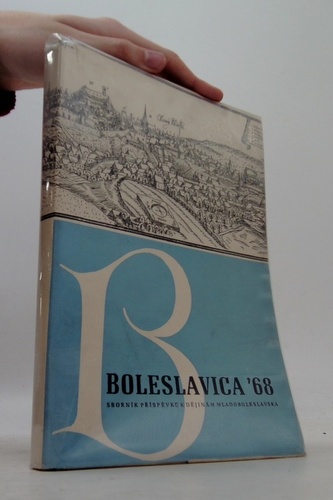 B
BOLESLAVICA '68
SBORNÍK PŘÍSPĚVKŮ K DĚJINÁM MLADOBOLESLAVSKA